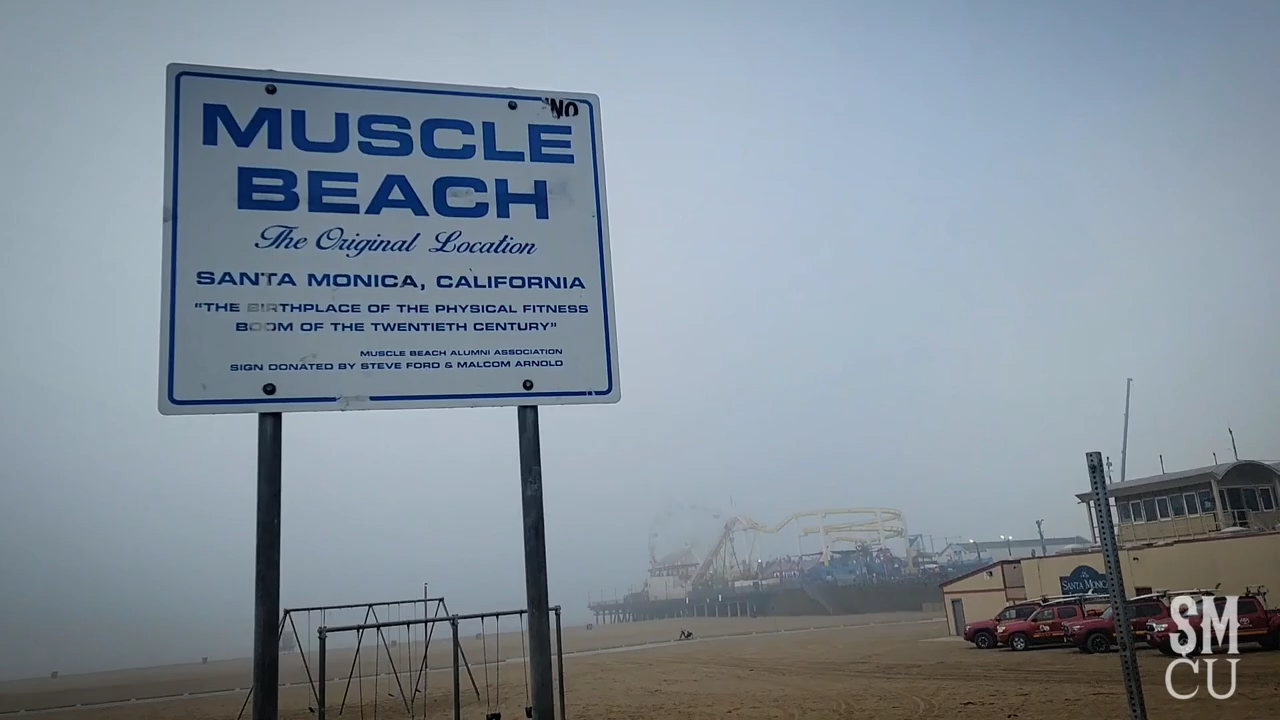 NO
MUSCLE
BEACH
The Original Location
SANTA MONICA, CALIFORNIA
"THE BIRTHPLACE OF THE PHYSICAL FITNESS
BOOM OF THE TWENTIETH CENTURY"
MUSCLE BEACH ALUMNI ASSOCIATION
SIGN DONATED BY STEVE FORD & MALCOM ARNOLD
SANTA MONIC
SM
CU